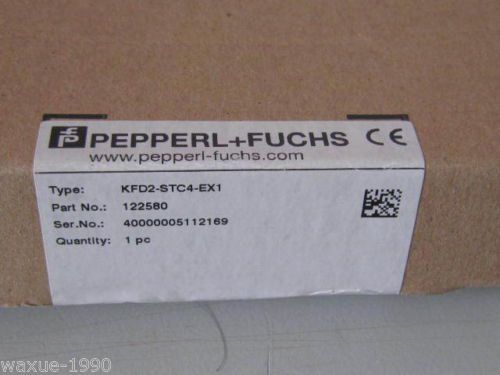 PEPPERL+FUCHS CE
www.pepperl-fuchs.com
Type: KFD2-STC4-EX1
Part No.: 122580
Ser.No.: 40000005112169
Quantity: 1 pc
waxue-1990